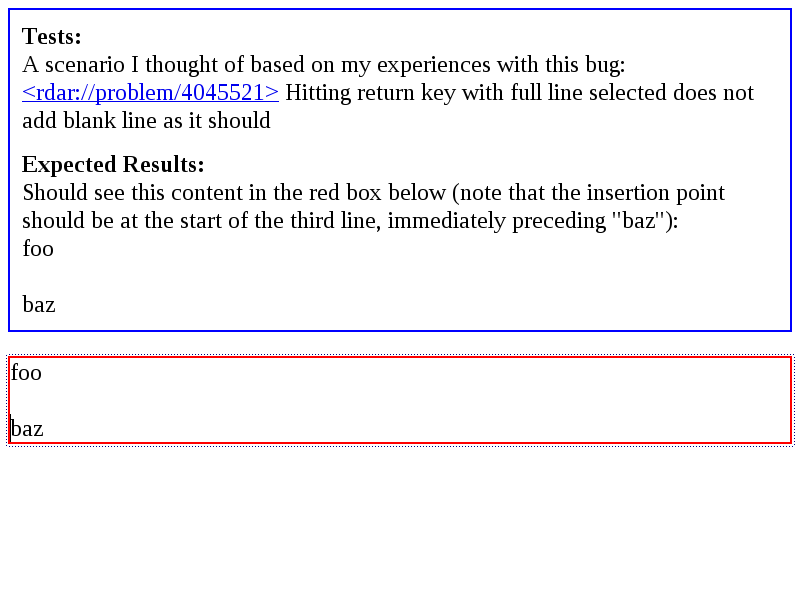 Tests:
A scenario I thought of based on my experiences with this bug:
<rdar://problem/4045521> Hitting return key with full line selected does not
add blank line as it should
Expected Results:
Should see this content in the red box below (note that the insertion point
should be at the start of the third line, immediately preceding "baz"):
foo
baz
foo
baz